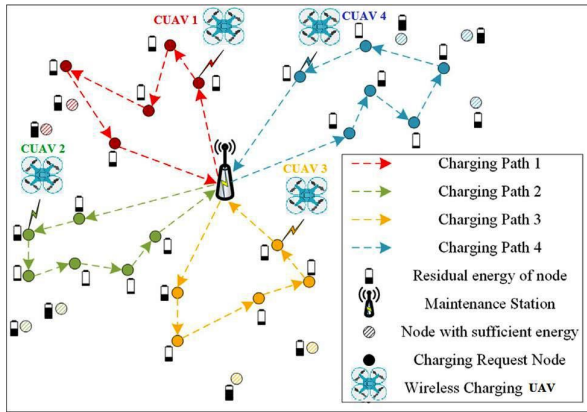 CUAV 1
CUAV 4
CUAV 2
CUAV 3
Charging Path 1
Charging Path 2
Charging Path 3
Charging Path 4
Residual energy of node
Maintenance Station
Node with sufficient energy
Charging Request Node
Wireless Charging UAV